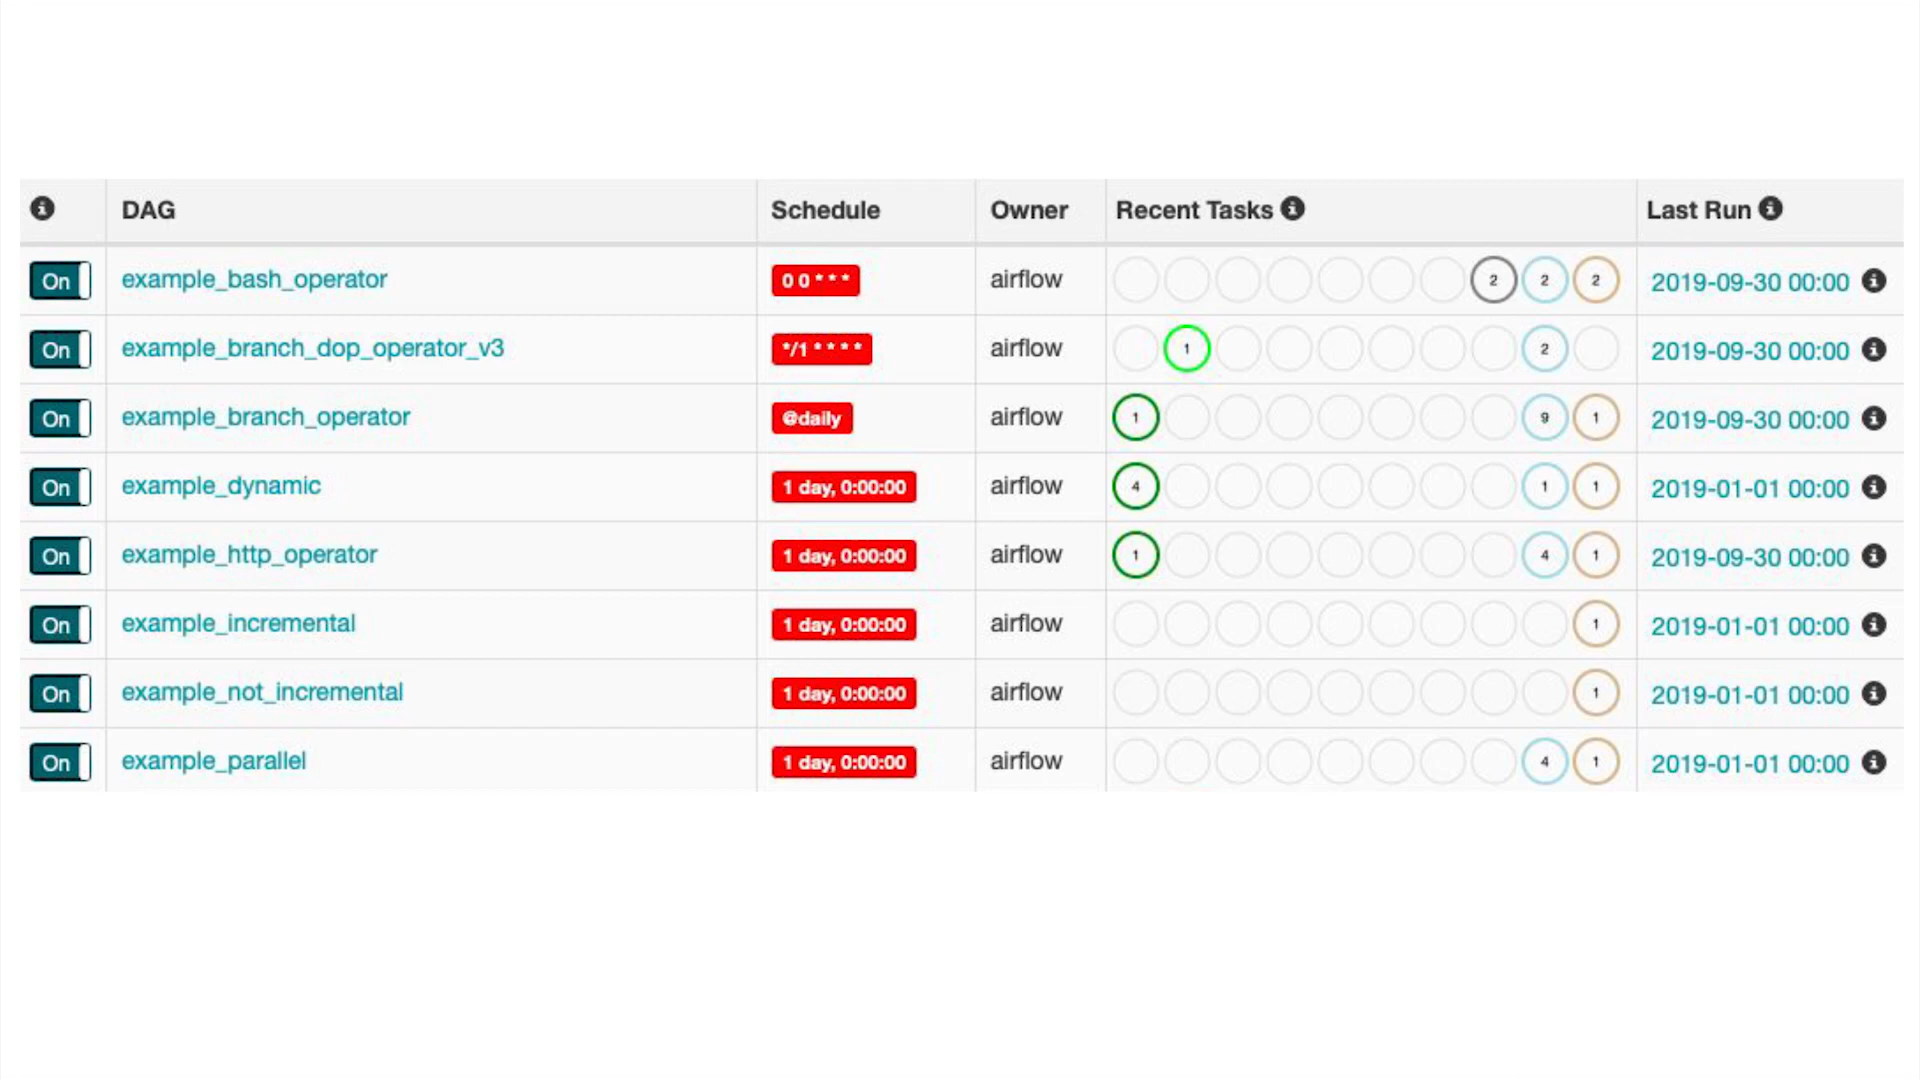 DAG Schedule Owner Recent Tasks Last Run
On example_bash_operator 0 0 * * * airflow 2 2 2 2019-09-30 00:00
On example_branch_dop_operator_v3 */1 * * * * airflow 1 2 2019-09-30 00:00
On example_branch_operator @daily airflow 1 9 1 2019-09-30 00:00
On example_dynamic 1 day, 0:00:00 airflow 4 1 1 2019-01-01 00:00
On example_http_operator 1 day, 0:00:00 airflow 1 4 1 2019-09-30 00:00
On example_incremental 1 day, 0:00:00 airflow 1 2019-01-01 00:00
On example_not_incremental 1 day, 0:00:00 airflow 1 2019-01-01 00:00
On example_parallel 1 day, 0:00:00 airflow 4 1 2019-01-01 00:00